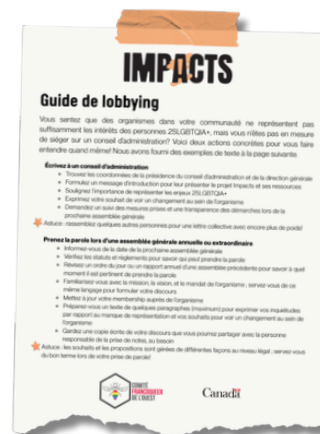 IMPACTS
Guide de lobbying
Vous sentez que des organismes dans votre communauté ne représentent pas
suffisamment les intérêts des personnes 2SLGBTQIA+, mais vous n'êtes pas en mesure
de siéger sur un conseil d'administration? Voici deux actions concrètes pour vous faire
entendre quand même! Nous avons fourni des exemples de texte à la page suivante.
Écrivez à un conseil d'administration
Trouvez les coordonnées de la présidence du conseil d'administration et de la direction générale
Formulez un message d'introduction pour leur présenter le projet Impacts et ses ressources
Soulignez l'importance de représenter les enjeux 2SLGBTQIA+
Exprimez votre souhait de voir un changement au sein de l'organisme
Demandez un suivi des mesures prises et une transparence des démarches lors de la
prochaine assemblée générale
Astuce : rassemblez quelques autres personnes pour une lettre collective avec encore plus de poids!
Prenez la parole lors d'une assemblée générale annuelle ou extraordinaire
Informez-vous de la date de la prochaine assemblée générale
Vérifiez les statuts et règlements pour savoir qui peut prendre la parole
Révisez un ordre du jour ou un rapport annuel d'une assemblée précédente pour savoir à quel
moment il est pertinent de prendre la parole
Familiarisez-vous avec la mission, la vision, et le mandat de l'organisme ; servez-vous de ce
même langage pour formuler votre discours
Mettez à jour votre membership auprès de l'organisme
Préparez-vous un texte de quelques paragraphes (maximum) pour exprimer vos inquiétudes
par rapport au manque de représentation et vos souhaits pour voir un changement au sein de
l'organisme
Gardez une copie écrite de votre discours que vous pourrez partager avec la personne
responsable de la prise de notes, au besoin
Astuce : les souhaits et les propositions sont gérées de différentes façons au niveau légal ; servez-vous
du bon terme lors de votre prise de parole!
COMITÉ
FRANCOQUEER
DE L'OUEST
Canada